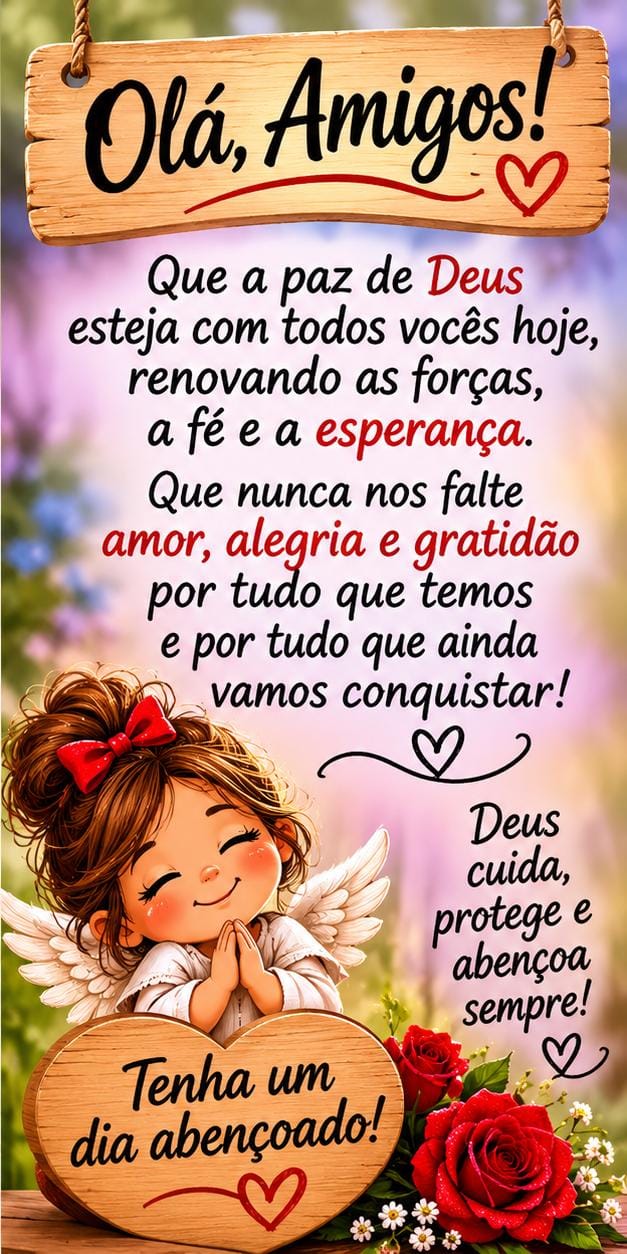 Olá, Amigos!
Que a paz de Deus
esteja com todos vocês hoje,
renovando as forças,
a fé e a esperança.
Que nunca nos falte
amor, alegria e gratidão
por tudo que temos
e por tudo que ainda
vamos conquistar!
Deus
cuida,
protege e
abençoa
sempre!
Tenha um
dia abençoado!